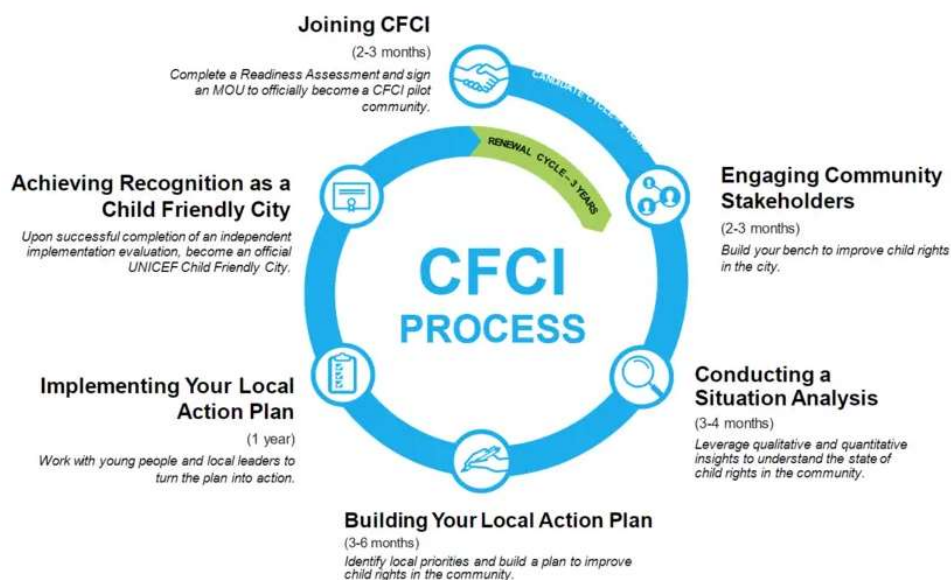 Joining CFCI
(2-3 months)
Complete a Readiness Assessment and sign
an MOU to officially become a CFCI pilot
community.
CANDIDATE CYCLE – 2 YEARS
RENEWAL CYCLE – 3 YEARS
Engaging Community
Stakeholders
(2-3 months)
Build your bench to improve child rights
in the city.
Conducting a
Situation Analysis
(3-4 months)
Leverage qualitative and quantitative
insights to understand the state of
child rights in the community.
Building Your Local Action Plan
(3-6 months)
Identify local priorities and build a plan to improve
child rights in the community.
Implementing Your Local
Action Plan
(1 year)
Work with young people and local leaders to
turn the plan into action.
Achieving Recognition as a
Child Friendly City
Upon successful completion of an independent
implementation evaluation, become an official
UNICEF Child Friendly City.
CFCI
PROCESS